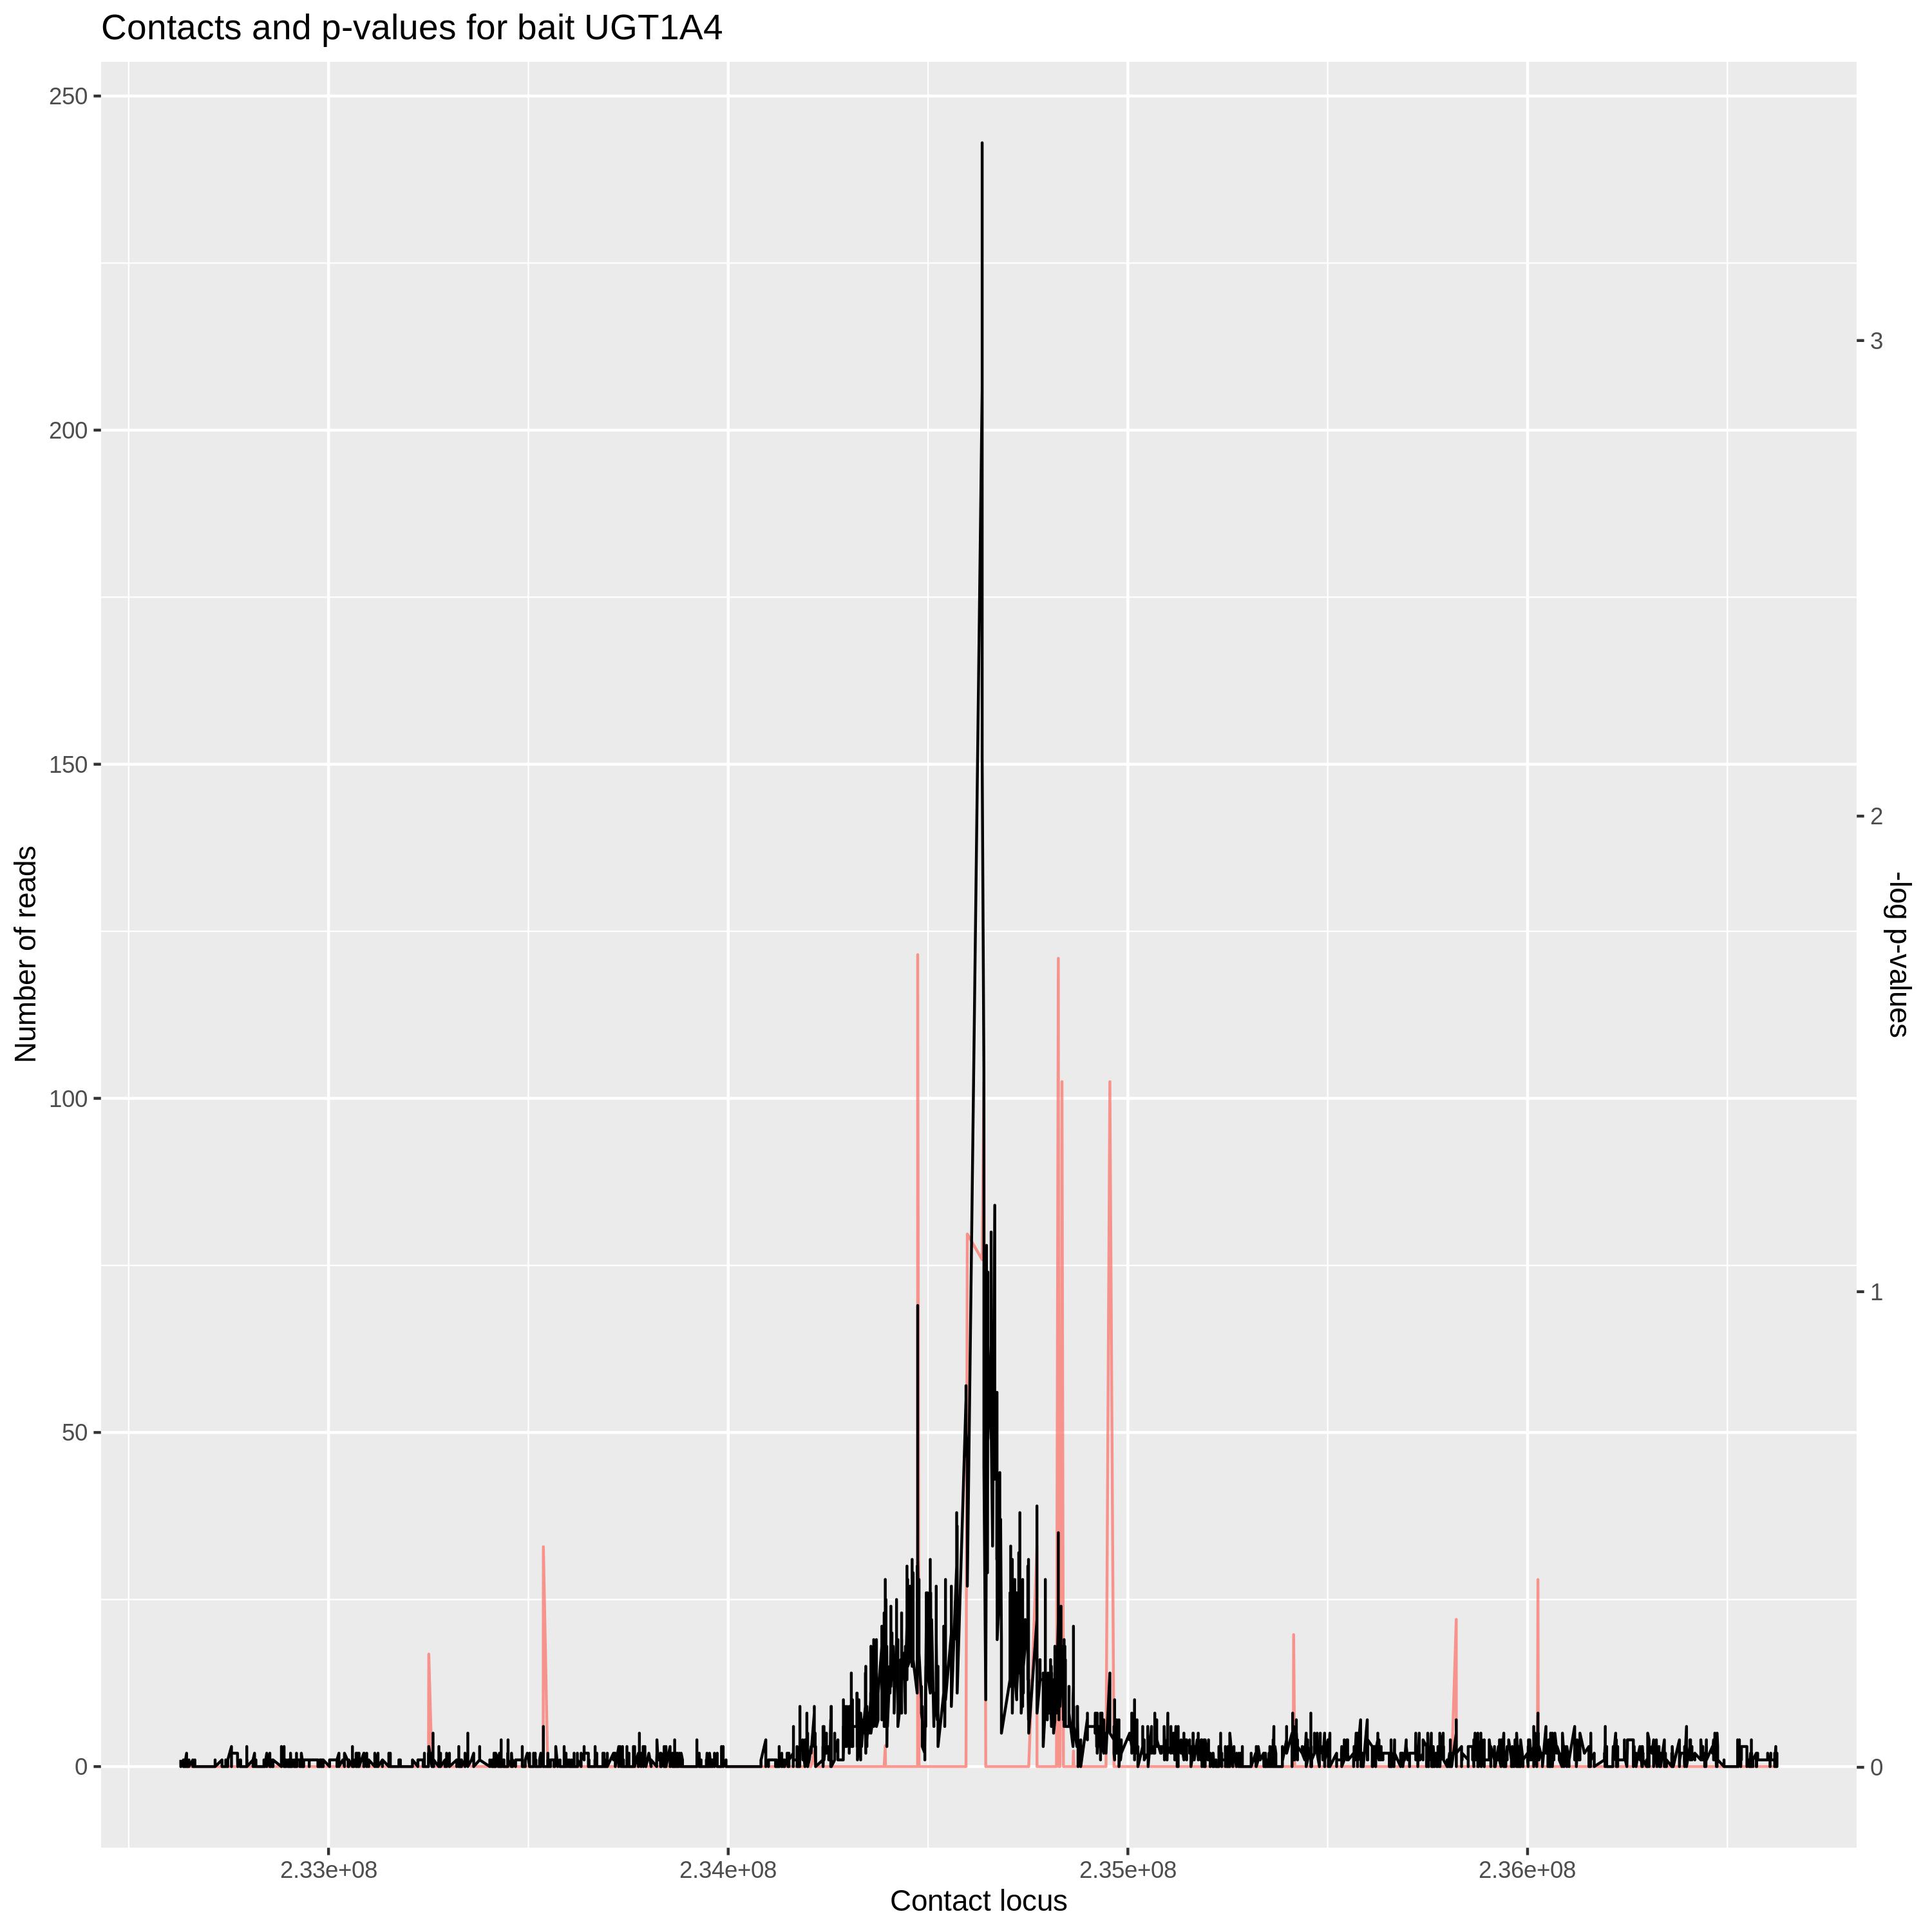 Contacts and p-values for bait UGT1A4
250
200
150
100
50
0
Number of reads
3
2
1
0
-log p-values
2.33e+08
2.34e+08
2.35e+08
2.36e+08
Contact locus